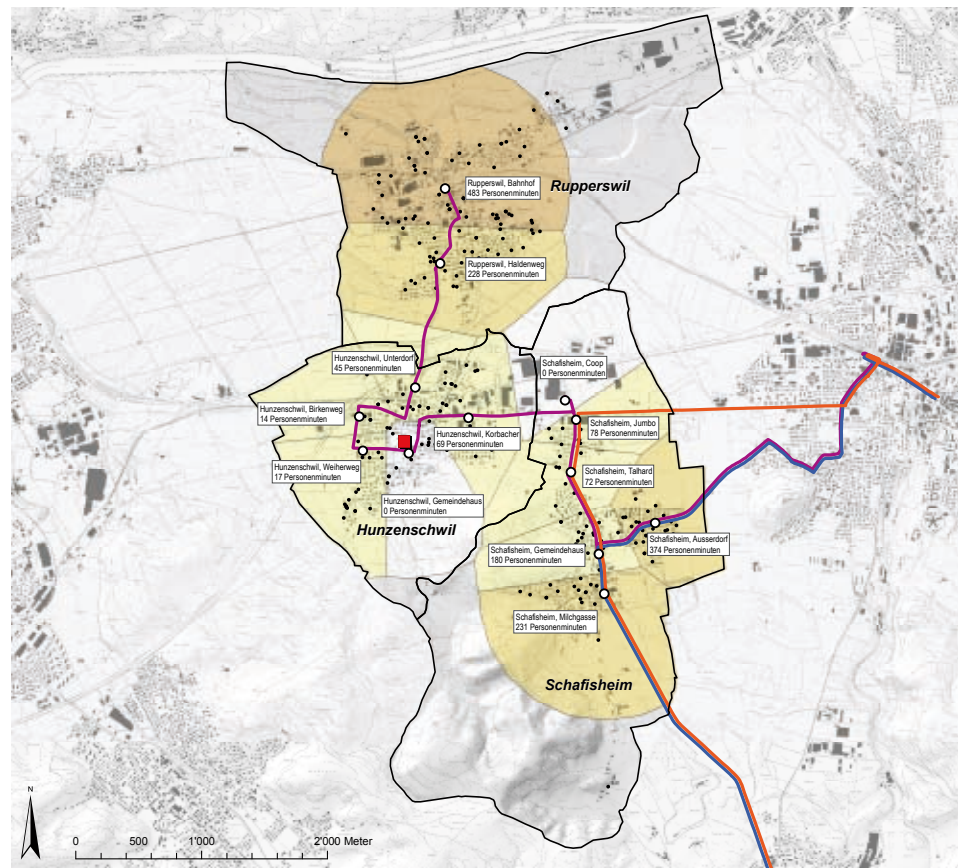 Rupperswil, Bahnhof
483 Personenminuten
Rupperswil
Rupperswil, Haldenweg
228 Personenminuten
Hunzenschwil, Unterdorf
45 Personenminuten
Schafisheim, Coop
0 Personenminuten
Hunzenschwil, Birkenweg
14 Personenminuten
Hunzenschwil, Korbacher
69 Personenminuten
Schafisheim, Jumbo
78 Personenminuten
Hunzenschwil, Weiherweg
17 Personenminuten
Schafisheim, Talhard
72 Personenminuten
Hunzenschwil, Gemeindehaus
0 Personenminuten
Hunzenschwil
Schafisheim, Ausserdorf
374 Personenminuten
Schafisheim, Gemeindehaus
180 Personenminuten
Schafisheim, Milchgasse
231 Personenminuten
Schafisheim
N
0 500 1'000 2'000 Meter